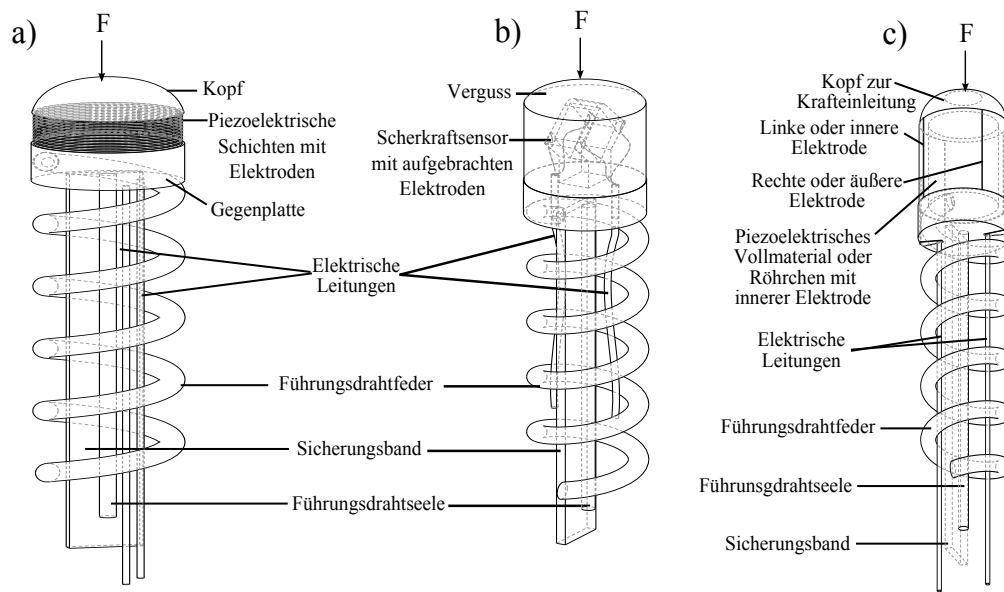 a)
F
Kopf
Piezoelektrische
Schichten mit
Elektroden
Gegenplatte
b)
F
Verguss
Scherkraftsensor
mit aufgebrachten
Elektroden
Elektrische
Leitungen
Führungsdrahtfeder
Sicherungsband
Führungsdrahtseele
c)
F
Kopf zur
Krafteinleitung
Linke oder innere
Elektrode
Rechte oder äußere
Elektrode
Piezoelektrisches
Vollmaterial oder
Röhrchen mit
innerer Elektrode
Elektrische
Leitungen
Führungsdrahtfeder
Führunsgdrahtseele
Sicherungsband